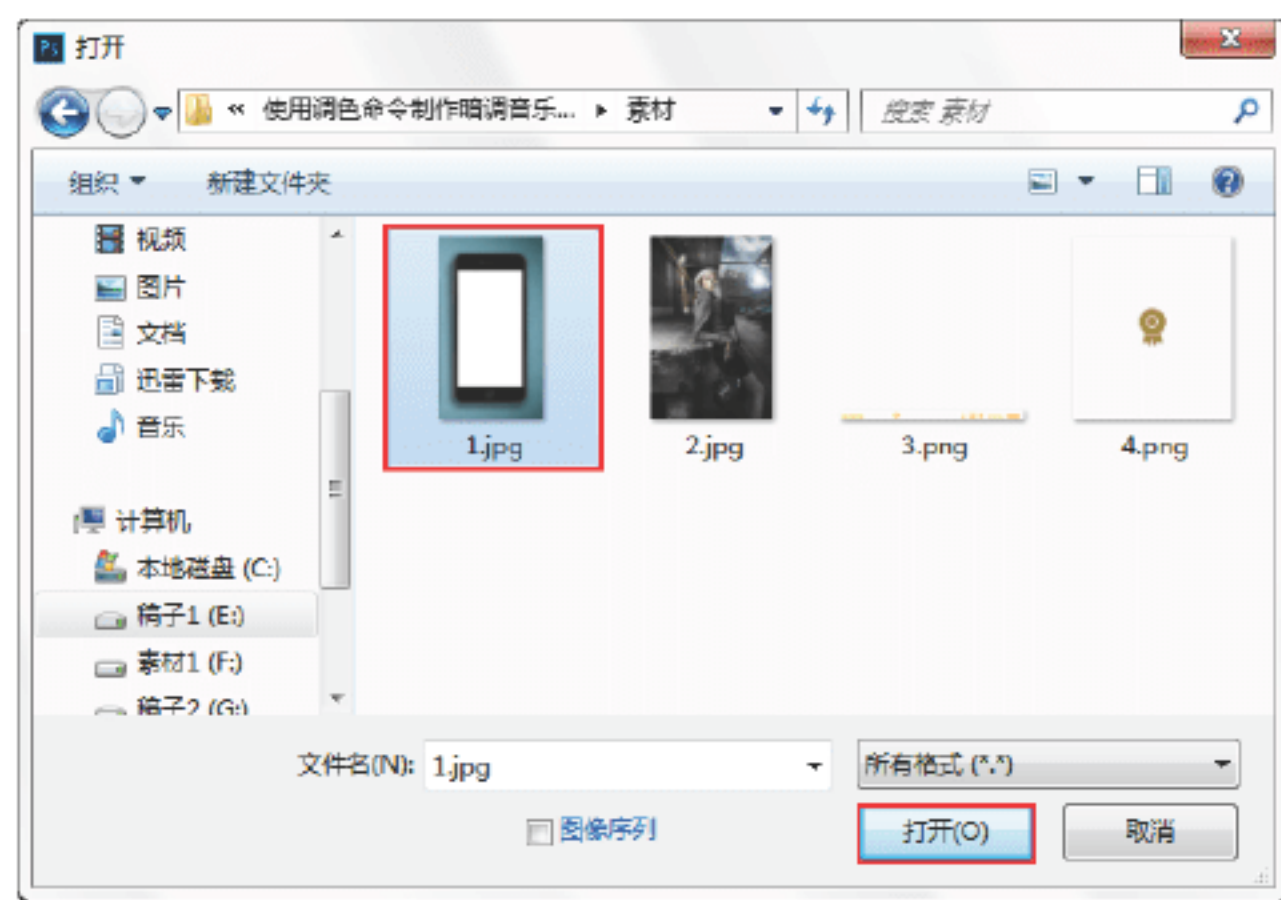 Ps 打开
« 使用调色命令制作暗调音乐... ▸ 素材
搜索 素材
组织 新建文件夹
视频
图片
文档
迅雷下载
音乐
计算机
本地磁盘 (C:)
稿子1 (E:)
素材1 (F:)
稿子2 (G:)
1.jpg 2.jpg 3.png 4.png
文件名(N): 1.jpg 所有格式 (*.*)
图像序列 打开(O) 取消